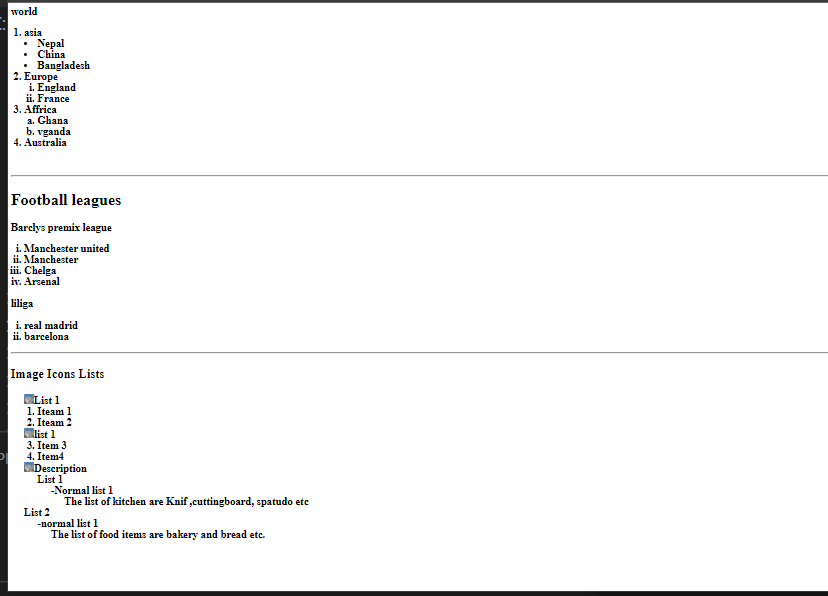 world
1. asia
• Nepal
• China
• Bangladesh
2. Europe
i. England
ii. France
3. Affrica
a. Ghana
b. vganda
4. Australia
Football leagues
Barclys premix league
i. Manchester united
ii. Manchester
iii. Chelga
iv. Arsenal
liliga
i. real madrid
ii. barcelona
Image Icons Lists
List 1
1. Iteam 1
2. Iteam 2
list 1
3. Item 3
4. Item4
Description
List 1
-Normal list 1
The list of kitchen are Knif ,cuttingboard, spatudo etc
List 2
-normal list 1
The list of food items are bakery and bread etc.